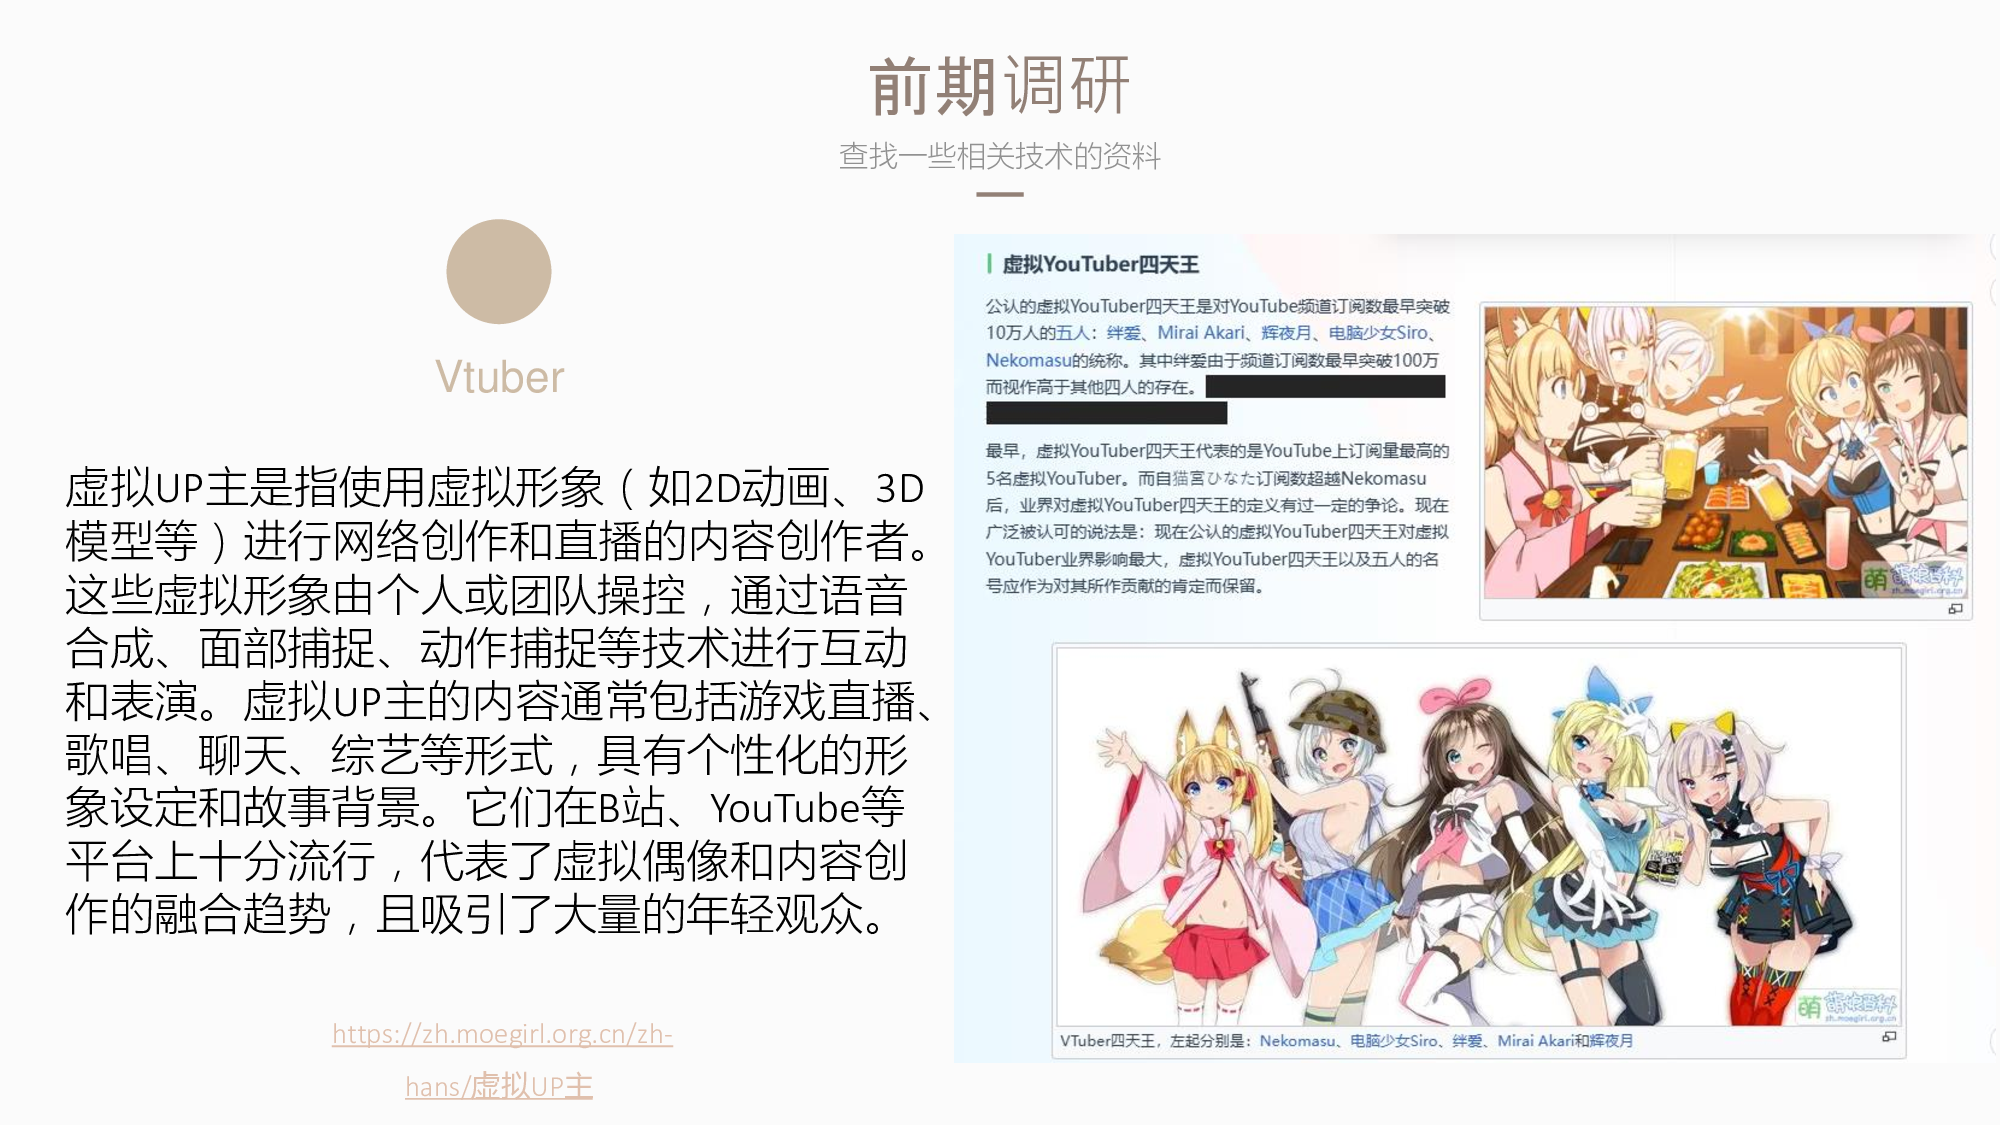 前期调研
查找一些相关技术的资料
Vtuber
虚拟UP主是指使用虚拟形象（如2D动画、3D
模型等）进行网络创作和直播的内容创作者。
这些虚拟形象由个人或团队操控，通过语音
合成、面部捕捉、动作捕捉等技术进行互动
和表演。虚拟UP主的内容通常包括游戏直播、
歌唱、聊天、综艺等形式，具有个性化的形
象设定和故事背景。它们在B站、YouTube等
平台上十分流行，代表了虚拟偶像和内容创
作的融合趋势，且吸引了大量的年轻观众。
https://zh.moegirl.org.cn/zh-
hans/虚拟UP主
虚拟YouTuber四天王
公认的虚拟YouTuber四天王是对YouTube频道订阅数最早突破
10万人的五人：绊爱、Mirai Akari、辉夜月、电脑少女Siro、
Nekomasu的统称。其中绊爱由于频道订阅数最早突破100万
而视作高于其他四人的存在。
最早，虚拟YouTuber四天王代表的是YouTube上订阅量最高的
5名虚拟YouTuber。而自猫宫ひなた订阅数超越Nekomasu
后，业界对虚拟YouTuber四天王的定义有过一定的争论。现在
广泛被认可的说法是：现在公认的虚拟YouTuber四天王对虚拟
YouTuber业界影响最大，虚拟YouTuber四天王以及五人的名
号应作为对其所作贡献的肯定而保留。
萌 萌娘百科
zh.moegirl.org.cn
萌 萌娘百科
zh.moegirl.org.cn
VTuber四天王，左起分别是：Nekomasu、电脑少女Siro、绊爱、Mirai Akari和辉夜月